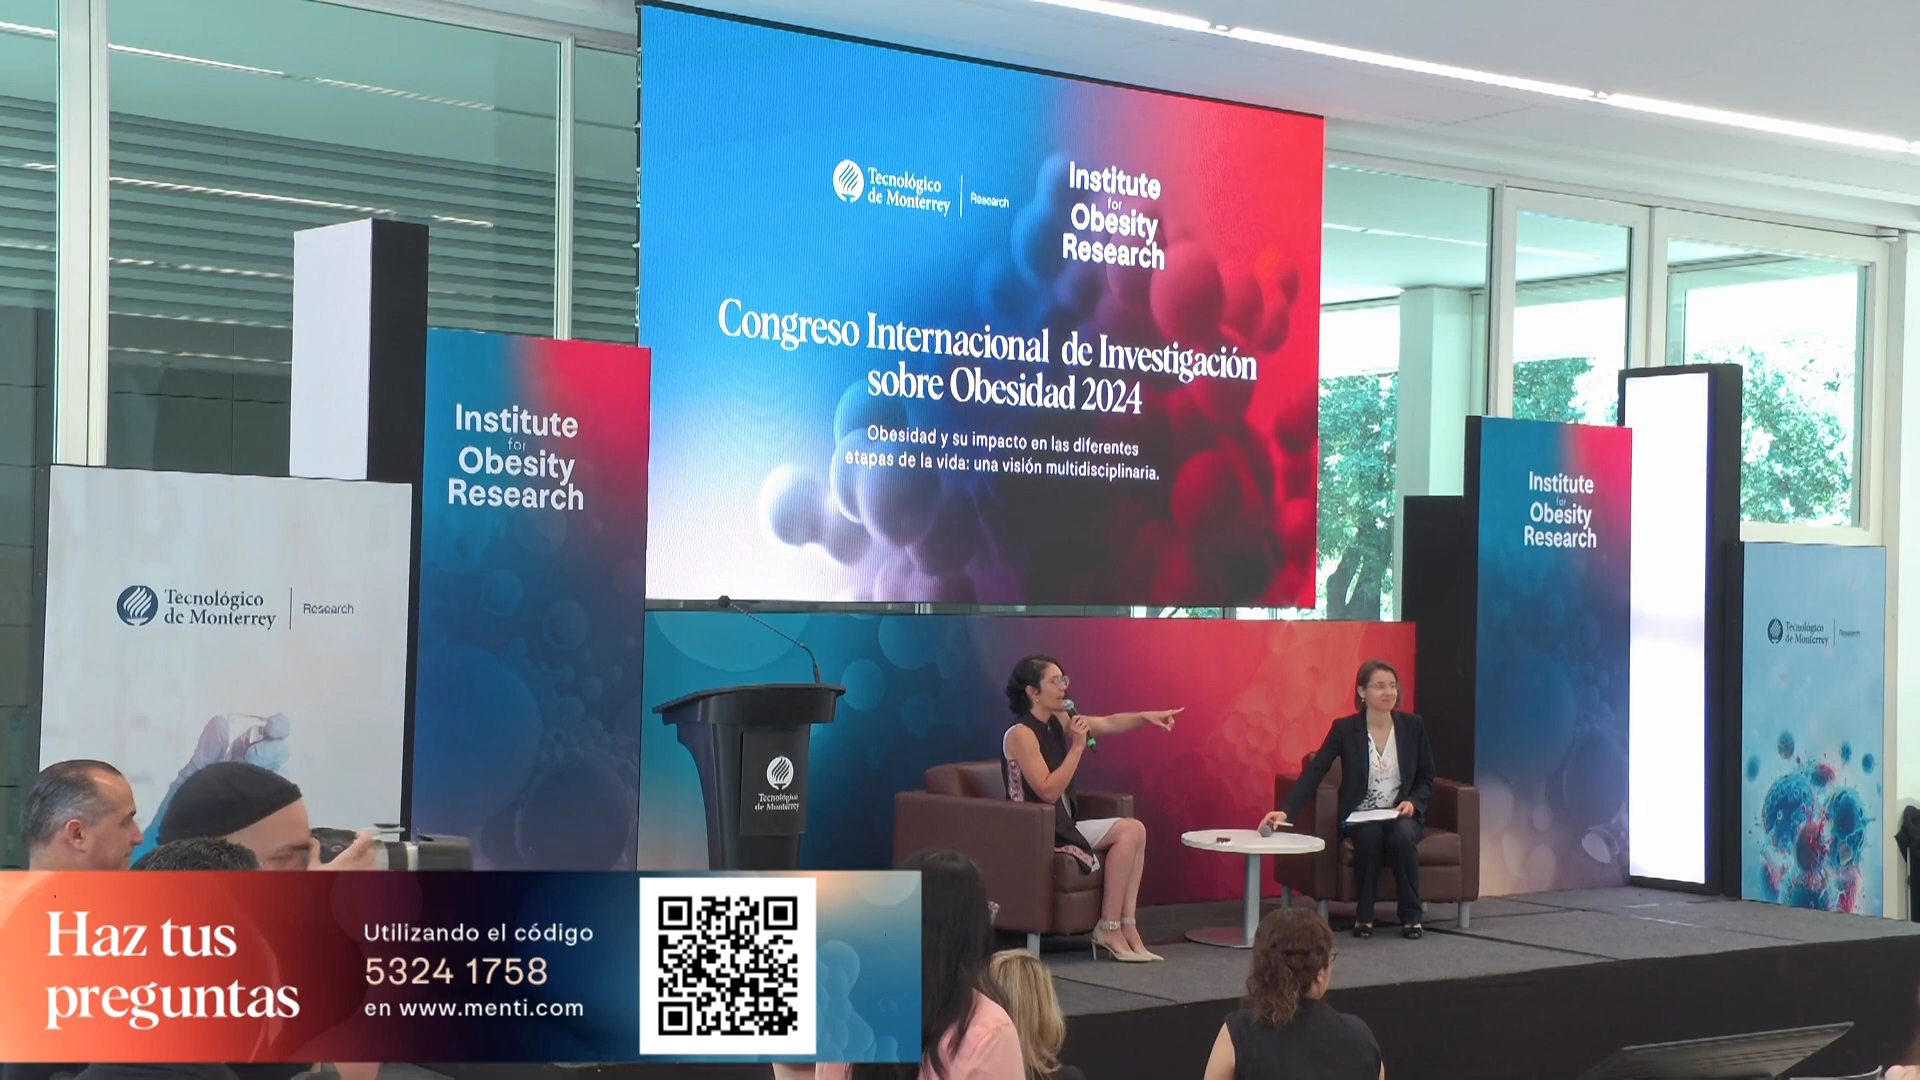 Tecnológico
de Monterrey
Research
Institute
for
Obesity
Research
Congreso Internacional de Investigación
sobre Obesidad 2024
Obesidad y su impacto en las diferentes
etapas de la vida: una visión multidisciplinaria.
Institute
for
Obesity
Research
Tecnológico
de Monterrey
Research
Institute
for
Obesity
Research
Tecnológico
de Monterrey
Research
Tecnológico
de Monterrey
Haz tus
preguntas
Utilizando el código
5324 1758
en www.menti.com